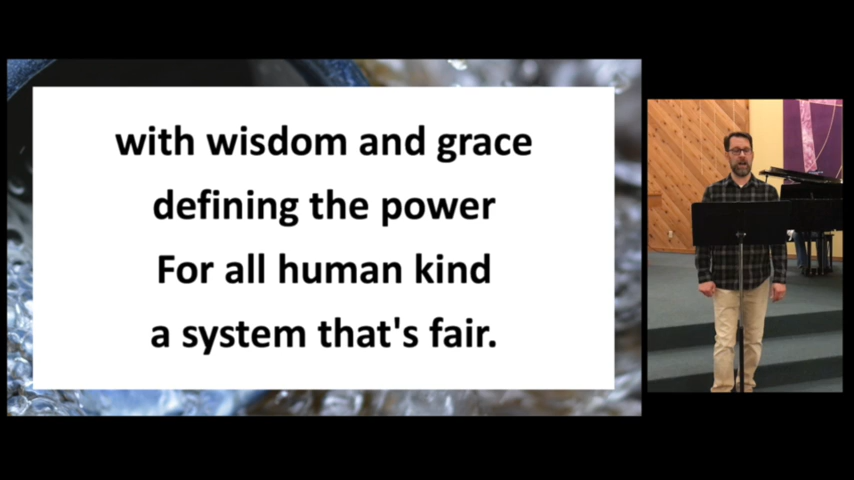 with wisdom and grace
defining the power
For all human kind
a system that's fair.